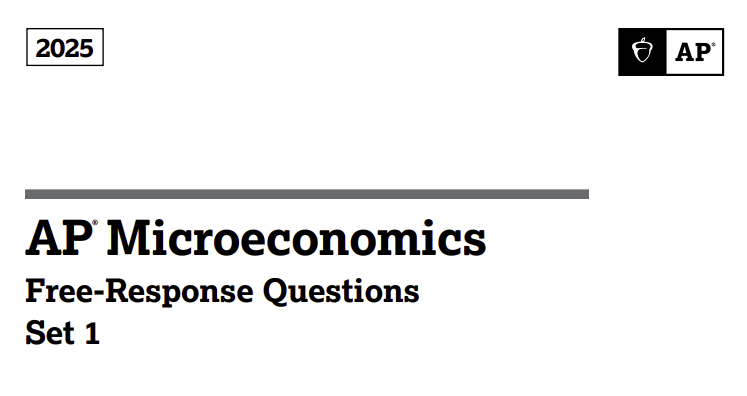 2025
AP®
AP® Microeconomics
Free-Response Questions
Set 1